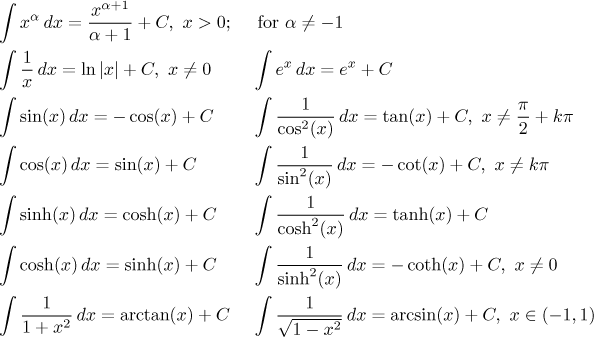 ∫ x^α dx = x^(α+1)/(α + 1) + C, x > 0; for α ≠ −1
∫ 1/x dx = ln |x| + C, x ≠ 0 ∫ e^x dx = e^x + C
∫ sin(x) dx = − cos(x) + C ∫ 1/cos²(x) dx = tan(x) + C, x ≠ π/2 + kπ
∫ cos(x) dx = sin(x) + C ∫ 1/sin²(x) dx = − cot(x) + C, x ≠ kπ
∫ sinh(x) dx = cosh(x) + C ∫ 1/cosh²(x) dx = tanh(x) + C
∫ cosh(x) dx = sinh(x) + C ∫ 1/sinh²(x) dx = − coth(x) + C, x ≠ 0
∫ 1/(1 + x²) dx = arctan(x) + C ∫ 1/√(1 − x²) dx = arcsin(x) + C, x ∈ (−1, 1)